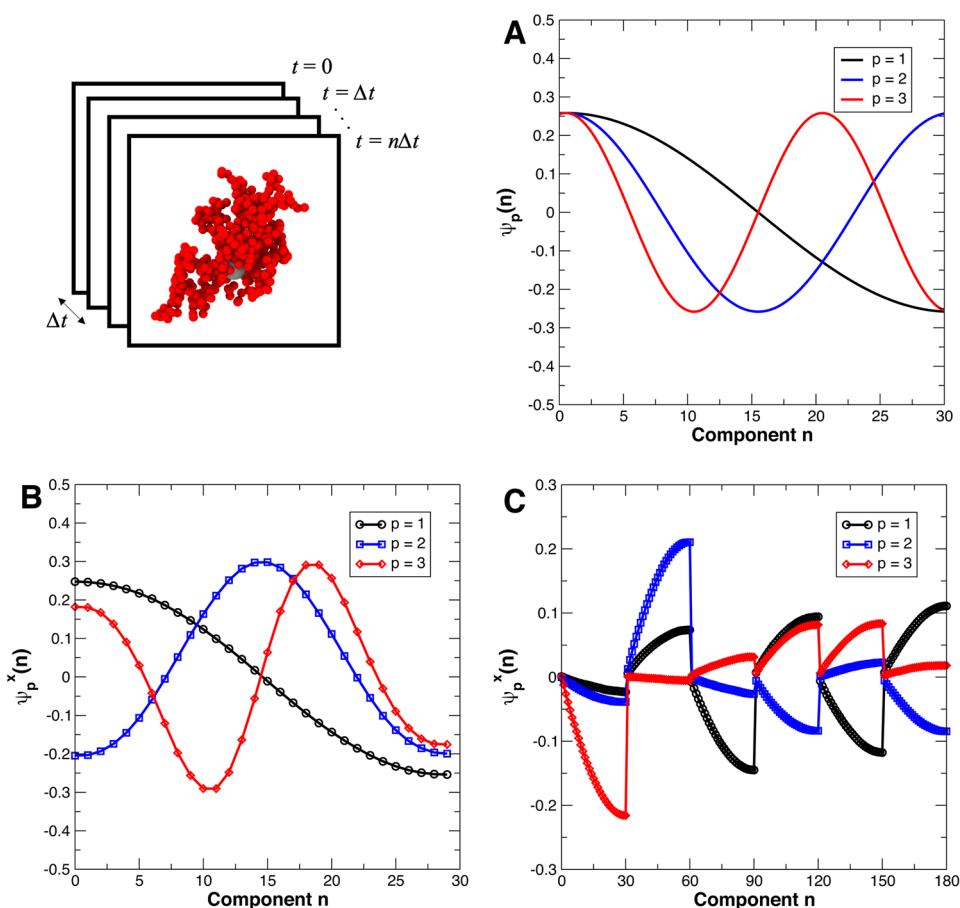 t = 0
t = Δt
t = nΔt
Δt
A
p = 1
p = 2
p = 3
0.5
0.4
0.3
0.2
0.1
0
-0.1
-0.2
-0.3
-0.4
-0.5
ψp(n)
0 5 10 15 20 25 30
Component n
B
p = 1
p = 2
p = 3
0.5
0.4
0.3
0.2
0.1
0
-0.1
-0.2
-0.3
-0.4
-0.5
ψp^x(n)
0 5 10 15 20 25 30
Component n
C
p = 1
p = 2
p = 3
0.3
0.2
0.1
0
-0.1
-0.2
-0.3
ψp^x(n)
0 30 60 90 120 150 180
Component n